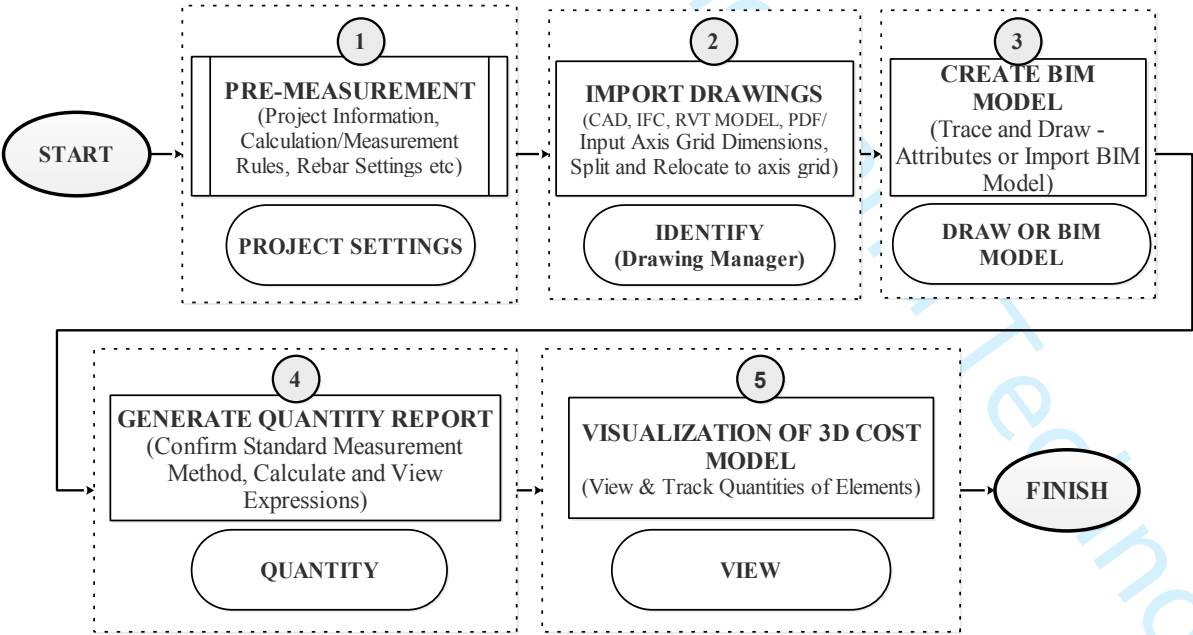 START
1
PRE-MEASUREMENT
(Project Information,
Calculation/Measurement
Rules, Rebar Settings etc)
PROJECT SETTINGS
2
IMPORT DRAWINGS
(CAD, IFC, RVT MODEL, PDF/
Input Axis Grid Dimensions,
Split and Relocate to axis grid)
IDENTIFY
(Drawing Manager)
3
CREATE BIM
MODEL
(Trace and Draw -
Attributes or Import BIM
Model)
DRAW OR BIM
MODEL
4
GENERATE QUANTITY REPORT
(Confirm Standard Measurement
Method, Calculate and View
Expressions)
QUANTITY
5
VISUALIZATION OF 3D COST
MODEL
(View & Track Quantities of Elements)
VIEW
FINISH